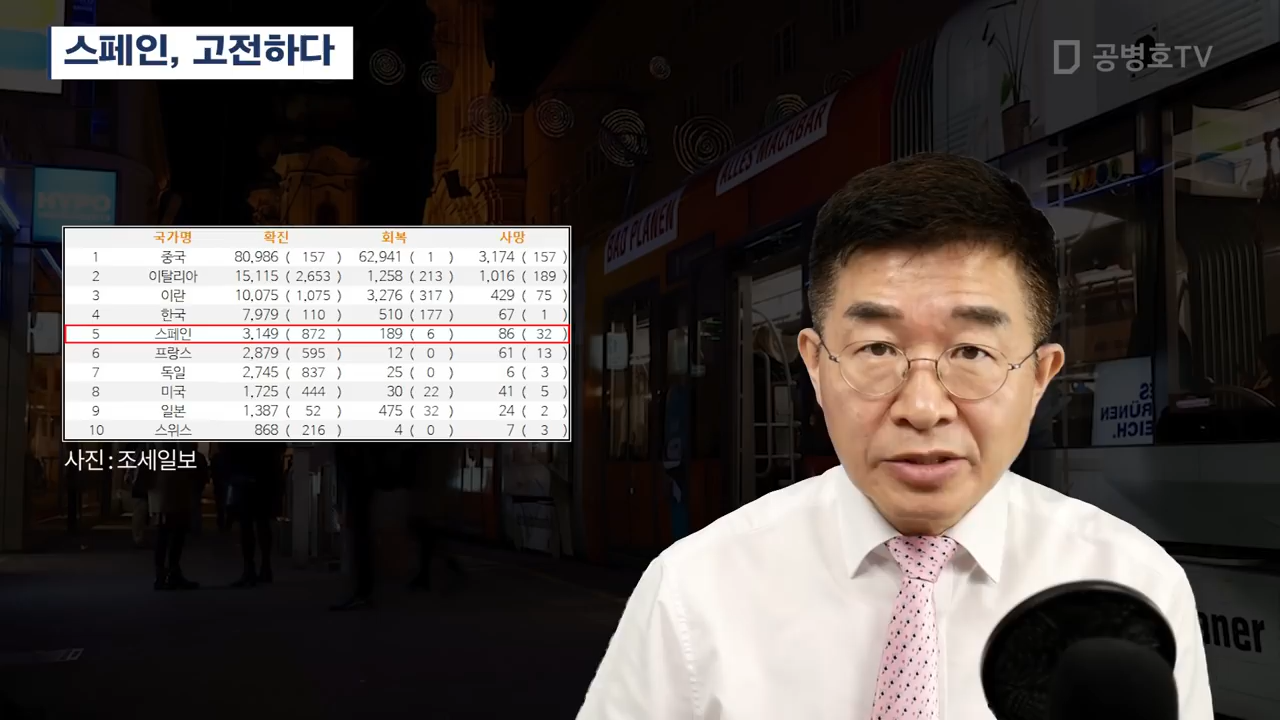 스페인, 고전하다
공병호TV
ALLES MACHBAR
BAD PLANEN
HYPO
국가명 확진 회복 사망
1 중국 80,986 ( 157 ) 62,941 ( 1 ) 3,174 ( 157 )
2 이탈리아 15,115 ( 2,653 ) 1,258 ( 213 ) 1,016 ( 189 )
3 이란 10,075 ( 1,075 ) 3,276 ( 317 ) 429 ( 75 )
4 한국 7,979 ( 110 ) 510 ( 177 ) 67 ( 1 )
5 스페인 3,149 ( 872 ) 189 ( 6 ) 86 ( 32 )
6 프랑스 2,879 ( 595 ) 12 ( 0 ) 61 ( 13 )
7 독일 2,745 ( 837 ) 25 ( 0 ) 6 ( 3 )
8 미국 1,725 ( 444 ) 30 ( 22 ) 41 ( 5 )
9 일본 1,387 ( 52 ) 475 ( 32 ) 24 ( 2 )
10 스위스 868 ( 216 ) 4 ( 0 ) 7 ( 3 )
사진 : 조세일보